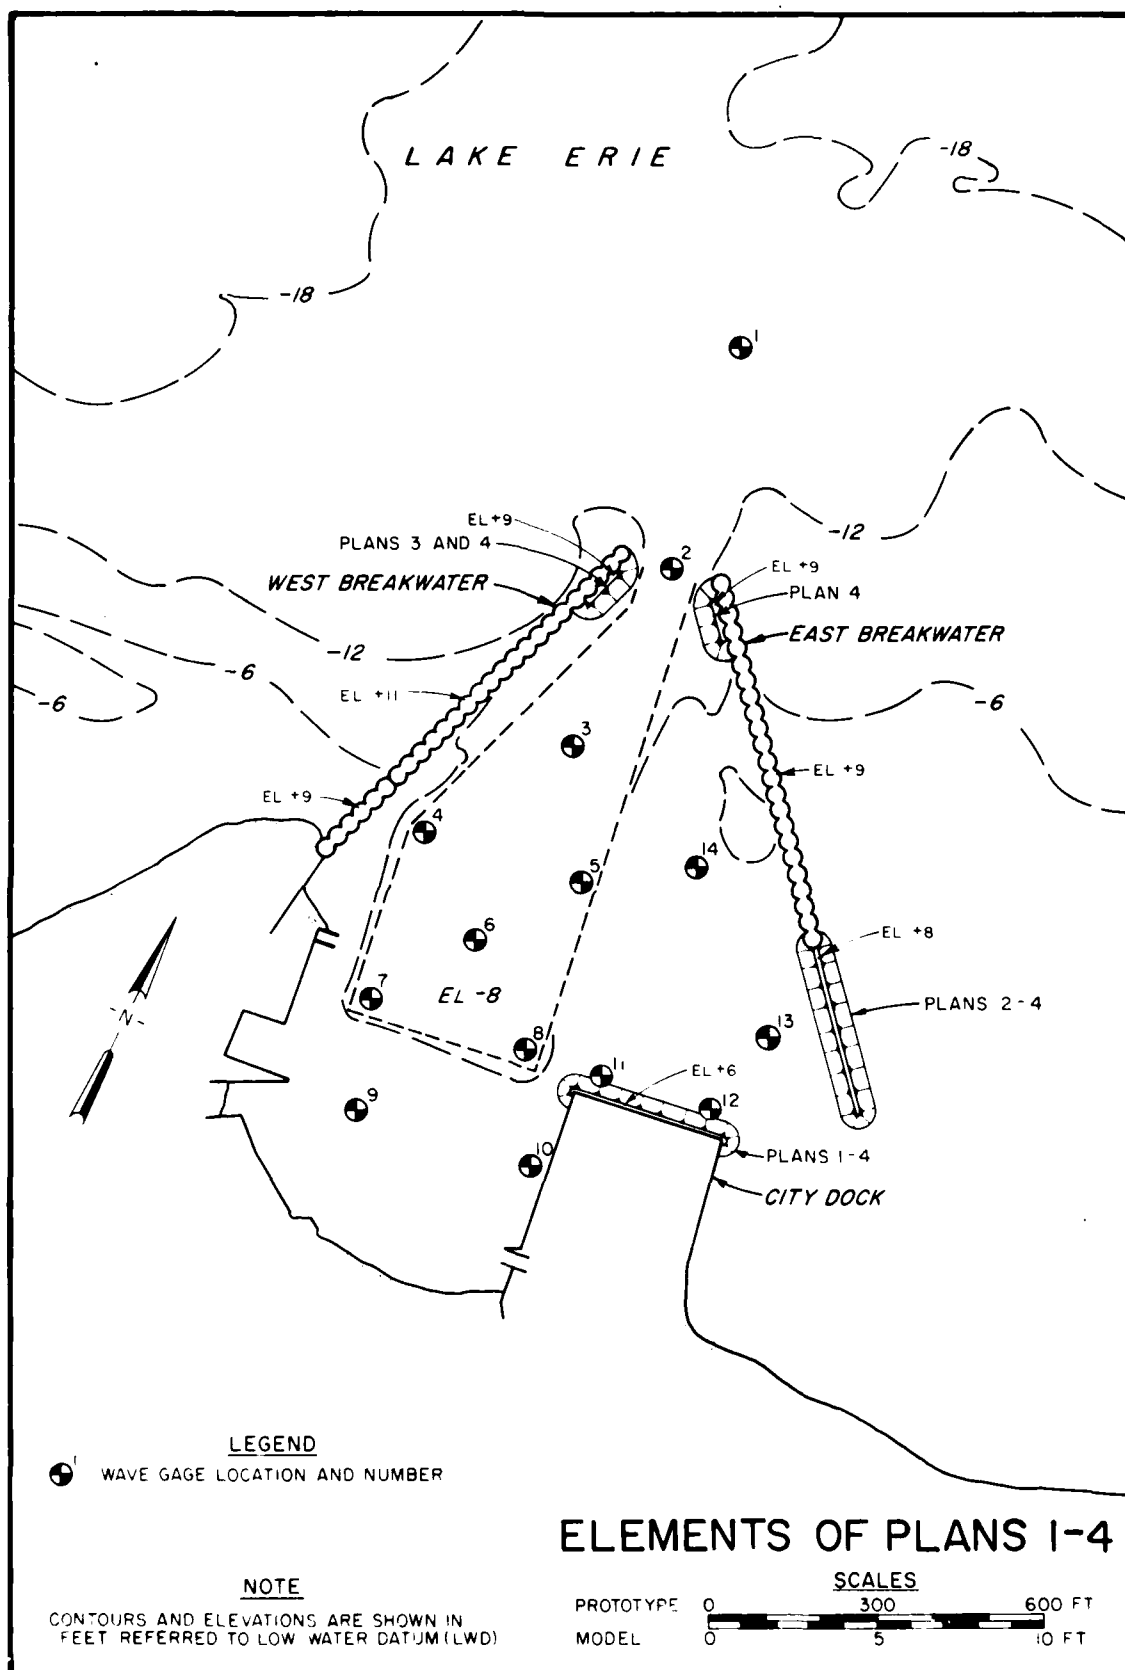 LAKE ERIE
-18
-18
1
-12
EL +9
PLANS 3 AND 4
WEST BREAKWATER
2
EL +9
PLAN 4
EAST BREAKWATER
-12
-6
-6
EL +11
-6
3
EL +9
EL +9
4
14
5
6
EL +8
7
EL -8
PLANS 2-4
-N-
8
13
11
EL +6
9
12
10
PLANS 1-4
CITY DOCK
LEGEND
1
WAVE GAGE LOCATION AND NUMBER
ELEMENTS OF PLANS 1-4
NOTE
CONTOURS AND ELEVATIONS ARE SHOWN IN
FEET REFERRED TO LOW WATER DATUM (LWD)
SCALES
PROTOTYPE 0 300 600 FT
MODEL 0 5 10 FT